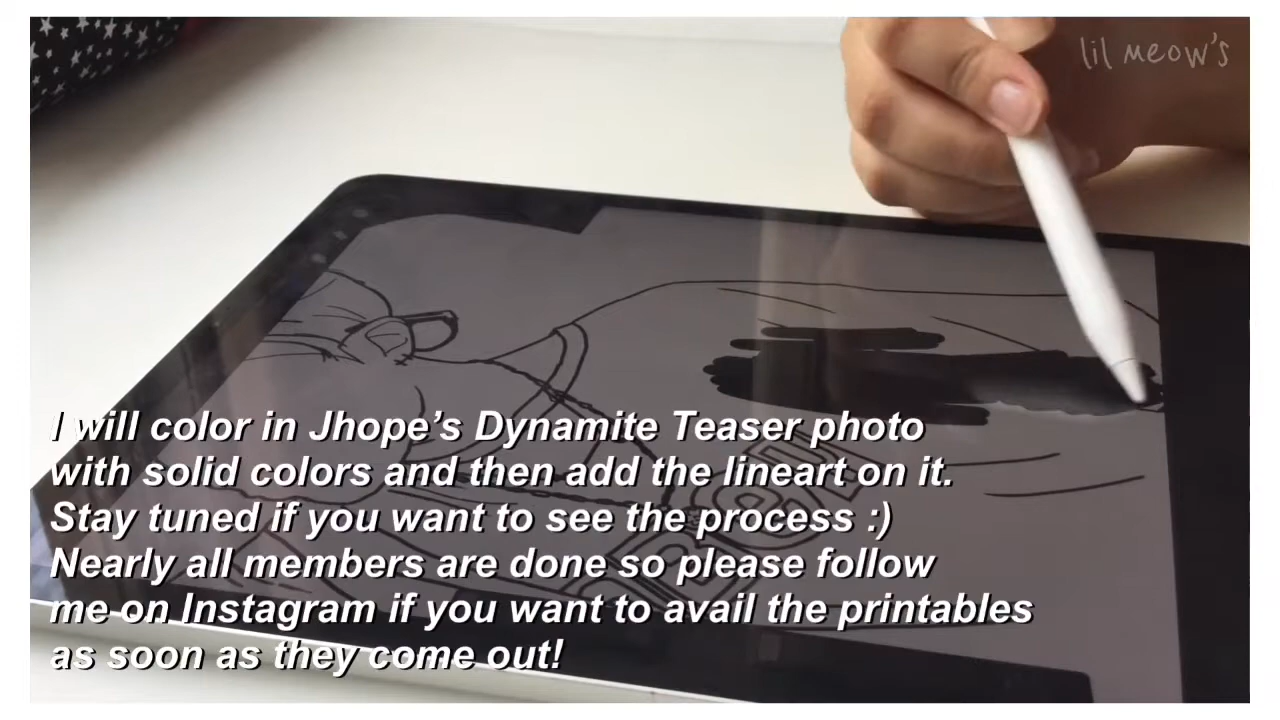 lil meow's
I will color in Jhope's Dynamite Teaser photo
with solid colors and then add the lineart on it.
Stay tuned if you want to see the process :)
Nearly all members are done so please follow
me on Instagram if you want to avail the printables
as soon as they come out!